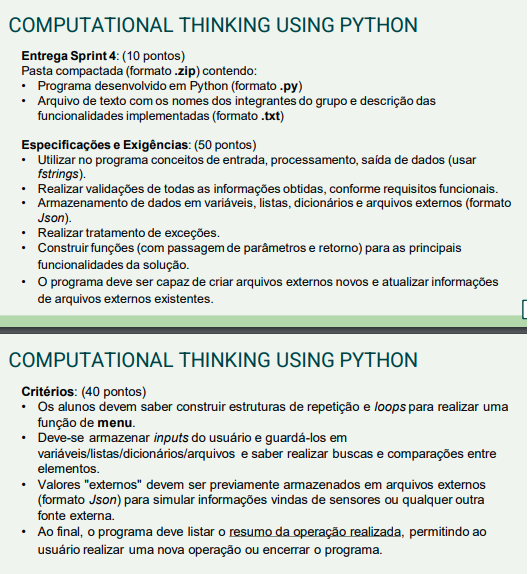 COMPUTATIONAL THINKING USING PYTHON
Entrega Sprint 4: (10 pontos)
Pasta compactada (formato .zip) contendo:
• Programa desenvolvido em Python (formato .py)
• Arquivo de texto com os nomes dos integrantes do grupo e descrição das
funcionalidades implementadas (formato .txt)
Especificações e Exigências: (50 pontos)
• Utilizar no programa conceitos de entrada, processamento, saída de dados (usar
fstrings).
• Realizar validações de todas as informações obtidas, conforme requisitos funcionais.
• Armazenamento de dados em variáveis, listas, dicionários e arquivos externos (formato
Json).
• Realizar tratamento de exceções.
• Construir funções (com passagem de parâmetros e retorno) para as principais
funcionalidades da solução.
• O programa deve ser capaz de criar arquivos externos novos e atualizar informações
de arquivos externos existentes.
COMPUTATIONAL THINKING USING PYTHON
Critérios: (40 pontos)
• Os alunos devem saber construir estruturas de repetição e loops para realizar uma
função de menu.
• Deve-se armazenar inputs do usuário e guardá-los em
variáveis/listas/dicionários/arquivos e saber realizar buscas e comparações entre
elementos.
• Valores "externos" devem ser previamente armazenados em arquivos externos
(formato Json) para simular informações vindas de sensores ou qualquer outra
fonte externa.
• Ao final, o programa deve listar o resumo da operação realizada, permitindo ao
usuário realizar uma nova operação ou encerrar o programa.